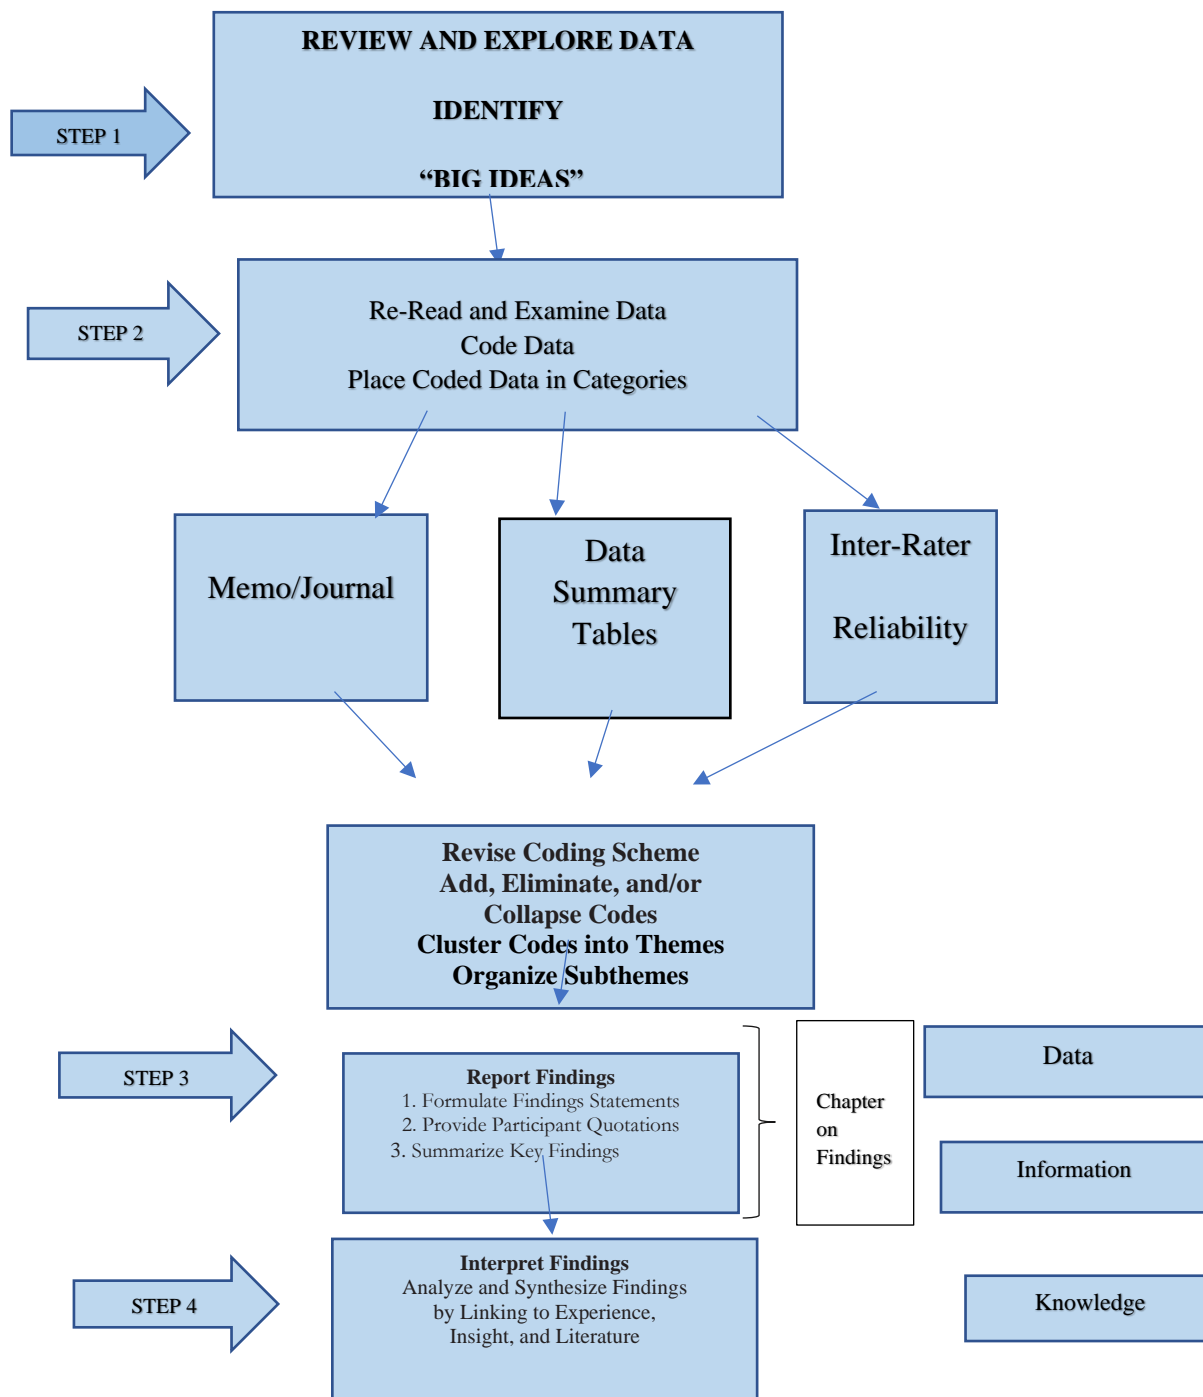 REVIEW AND EXPLORE DATA
IDENTIFY
“BIG IDEAS”
STEP 1
Re-Read and Examine Data
Code Data
Place Coded Data in Categories
STEP 2
Memo/Journal
Data
Summary
Tables
Inter-Rater
Reliability
Revise Coding Scheme
Add, Eliminate, and/or
Collapse Codes
Cluster Codes into Themes
Organize Subthemes
STEP 3
Report Findings
1. Formulate Findings Statements
2. Provide Participant Quotations
3. Summarize Key Findings
Chapter
on
Findings
Data
Information
STEP 4
Interpret Findings
Analyze and Synthesize Findings
by Linking to Experience,
Insight, and Literature
Knowledge